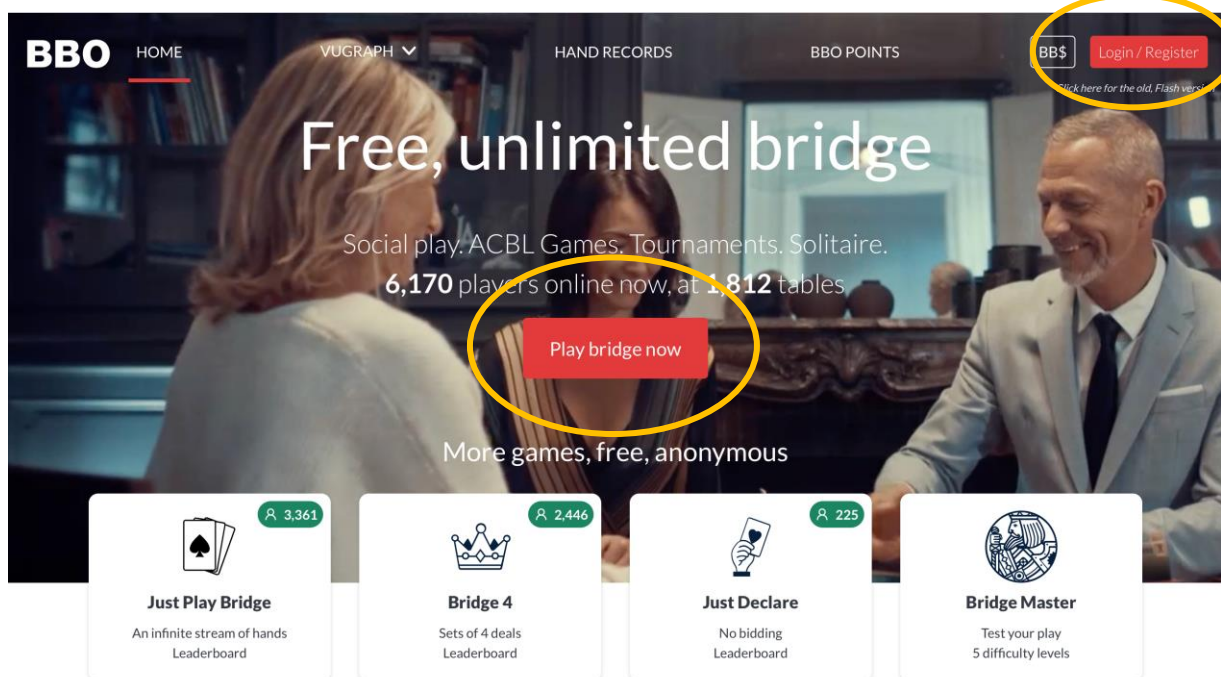 BBO HOME VUGRAPH HAND RECORDS BBO POINTS BB$ Login / Register
Click here for the old, Flash version
Free, unlimited bridge
Social play. ACBL Games. Tournaments. Solitaire.
6,170 players online now, at 1,812 tables
Play bridge now
More games, free, anonymous
3,361
Just Play Bridge
An infinite stream of hands
Leaderboard
2,446
Bridge 4
Sets of 4 deals
Leaderboard
225
Just Declare
No bidding
Leaderboard
Bridge Master
Test your play
5 difficulty levels